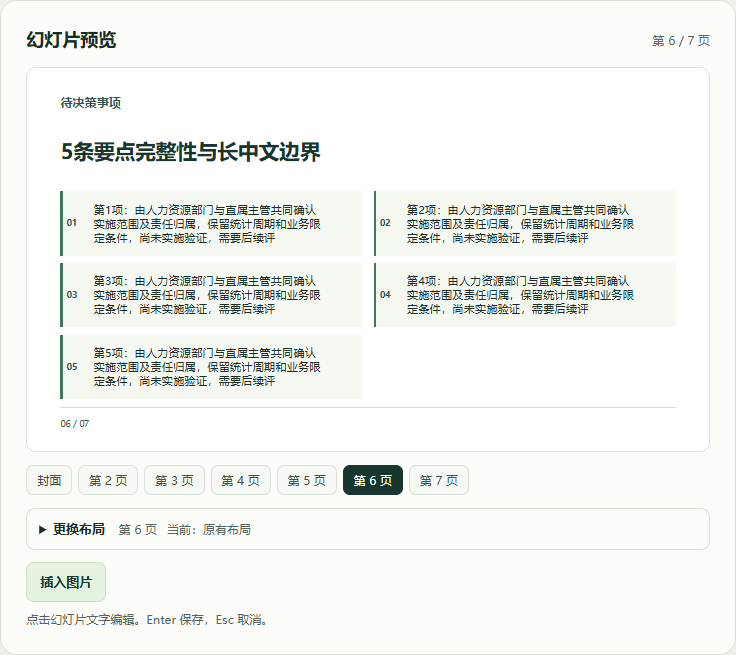 幻灯片预览
第 6 / 7 页
待决策事项
5条要点完整性与长中文边界
01
第1项：由人力资源部门与直属主管共同确认
实施范围及责任归属，保留统计周期和业务限
定条件，尚未实施验证，需要后续评
02
第2项：由人力资源部门与直属主管共同确认
实施范围及责任归属，保留统计周期和业务限
定条件，尚未实施验证，需要后续评
03
第3项：由人力资源部门与直属主管共同确认
实施范围及责任归属，保留统计周期和业务限
定条件，尚未实施验证，需要后续评
04
第4项：由人力资源部门与直属主管共同确认
实施范围及责任归属，保留统计周期和业务限
定条件，尚未实施验证，需要后续评
05
第5项：由人力资源部门与直属主管共同确认
实施范围及责任归属，保留统计周期和业务限
定条件，尚未实施验证，需要后续评
06 / 07
封面 第 2 页 第 3 页 第 4 页 第 5 页 第 6 页 第 7 页
▶ 更换布局 第 6 页 当前：原有布局
插入图片
点击幻灯片文字编辑。Enter 保存，Esc 取消。